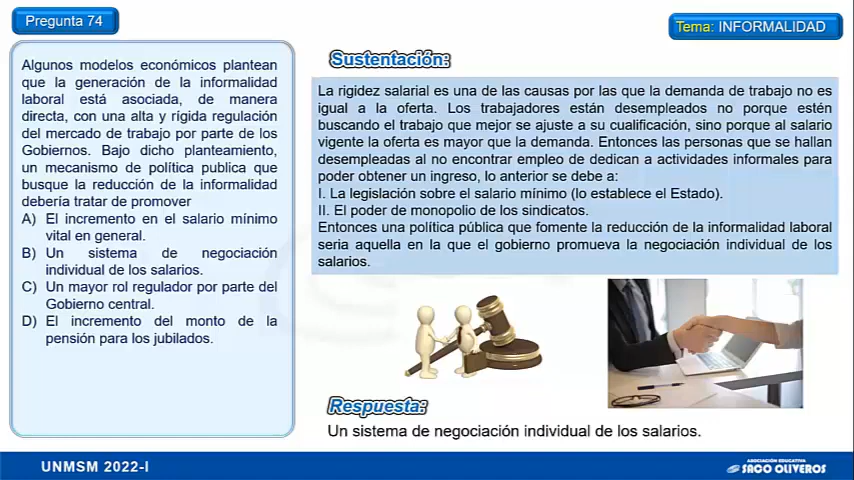 Pregunta 74
Tema: INFORMALIDAD
Algunos modelos económicos plantean
que la generación de la informalidad
laboral está asociada, de manera
directa, con una alta y rígida regulación
del mercado de trabajo por parte de los
Gobiernos. Bajo dicho planteamiento,
un mecanismo de política publica que
busque la reducción de la informalidad
debería tratar de promover
A) El incremento en el salario mínimo
vital en general.
B) Un sistema de negociación
individual de los salarios.
C) Un mayor rol regulador por parte del
Gobierno central.
D) El incremento del monto de la
pensión para los jubilados.
Sustentación:
La rigidez salarial es una de las causas por las que la demanda de trabajo no es
igual a la oferta. Los trabajadores están desempleados no porque estén
buscando el trabajo que mejor se ajuste a su cualificación, sino porque al salario
vigente la oferta es mayor que la demanda. Entonces las personas que se hallan
desempleadas al no encontrar empleo de dedican a actividades informales para
poder obtener un ingreso, lo anterior se debe a:
I. La legislación sobre el salario mínimo (lo establece el Estado).
II. El poder de monopolio de los sindicatos.
Entonces una política pública que fomente la reducción de la informalidad laboral
seria aquella en la que el gobierno promueva la negociación individual de los
salarios.
Respuesta:
Un sistema de negociación individual de los salarios.
UNMSM 2022-I
ASOCIACIÓN EDUCATIVA
SACO OLIVEROS